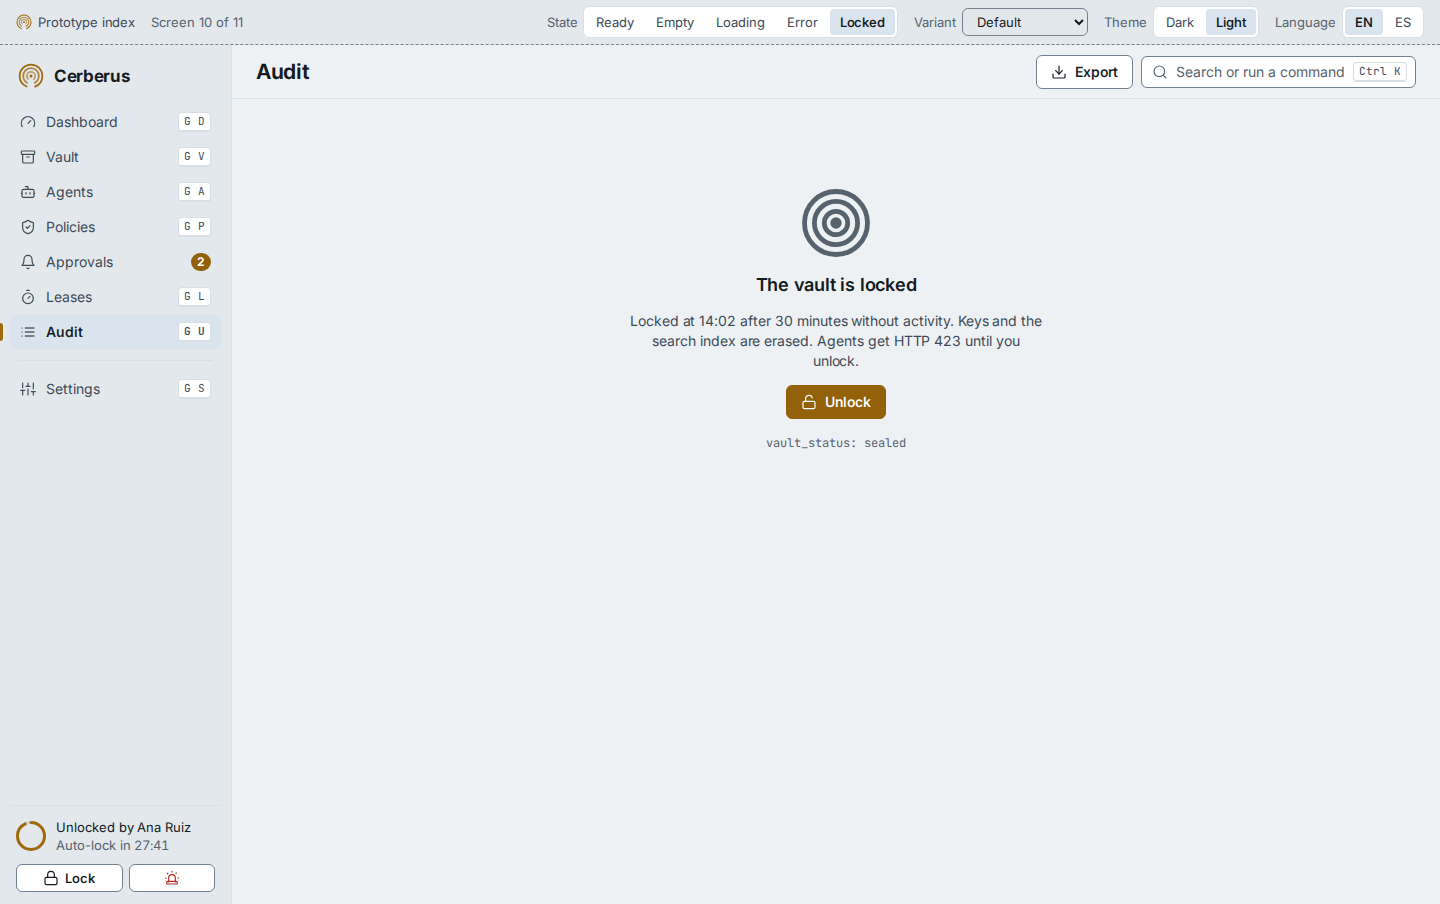 Prototype index Screen 10 of 11 State Ready Empty Loading Error Locked Variant Default Theme Dark Light Language EN ES
Cerberus
Dashboard G D
Vault G V
Agents G A
Policies G P
Approvals 2
Leases G L
Audit G U
Settings G S
Unlocked by Ana Ruiz
Auto-lock in 27:41
Lock
Audit
Export
Search or run a command Ctrl K
The vault is locked
Locked at 14:02 after 30 minutes without activity. Keys and the
search index are erased. Agents get HTTP 423 until you
unlock.
Unlock
vault_status: sealed